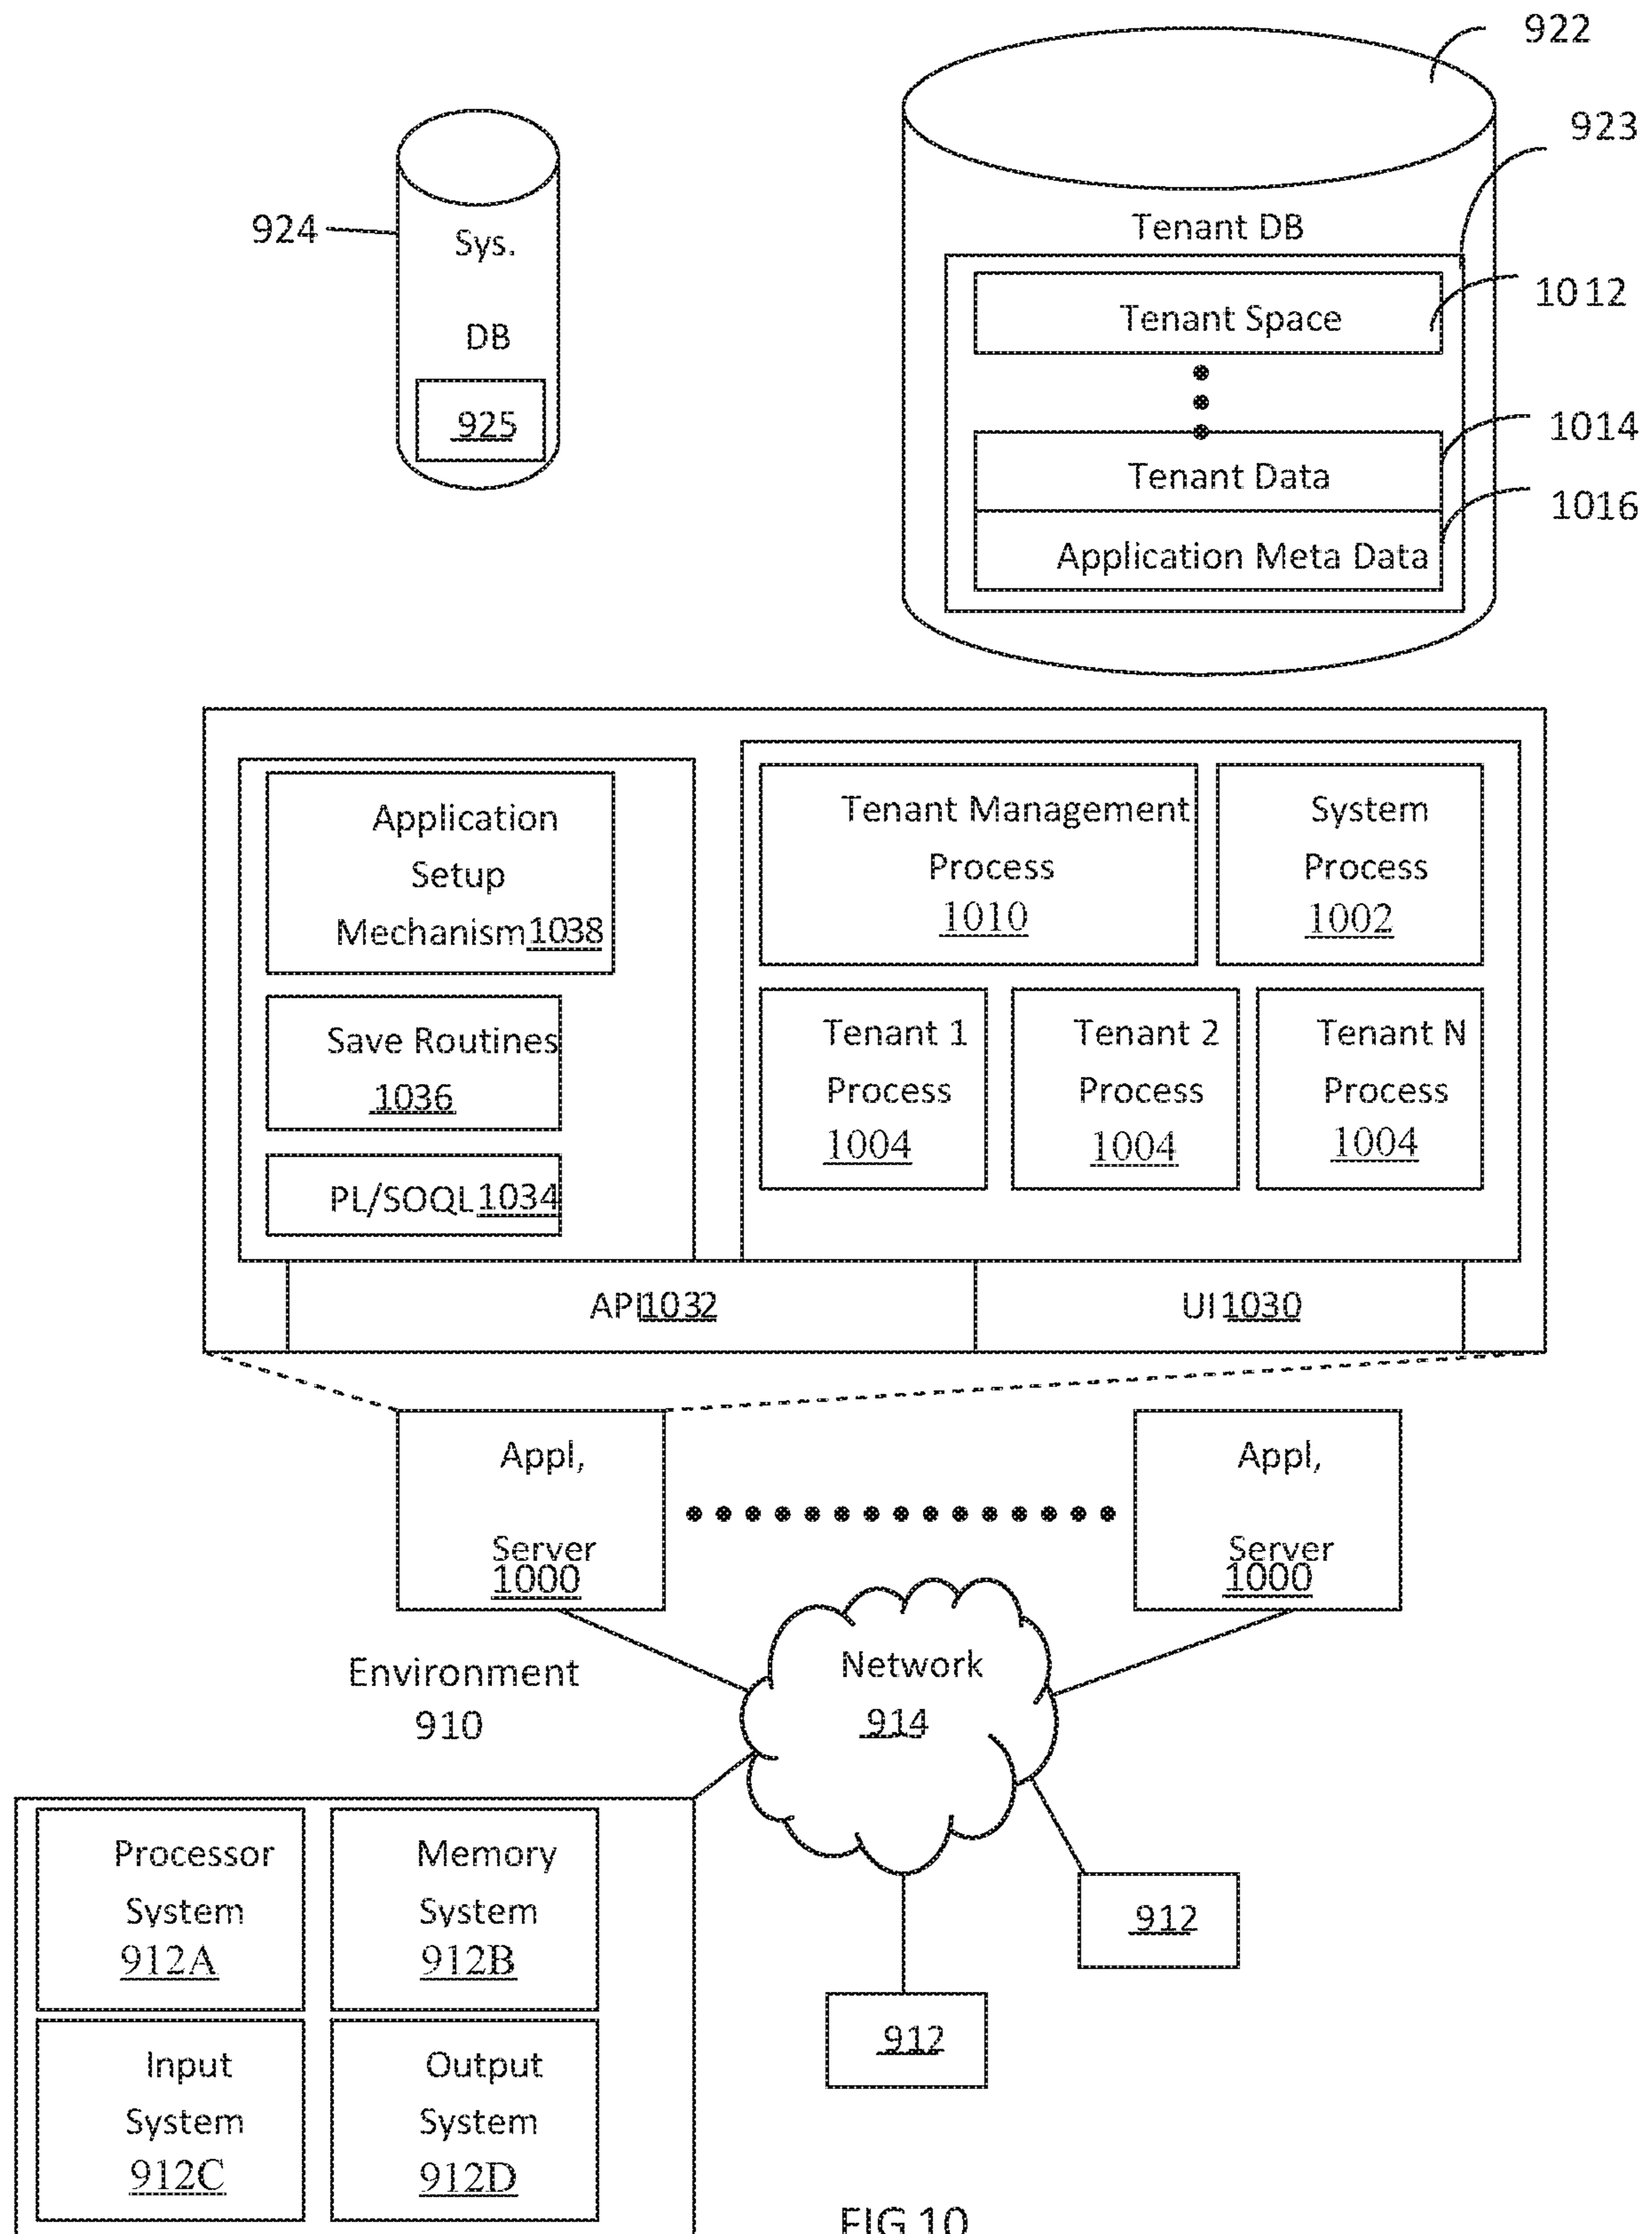 922
923
924
Sys.
DB
925
Tenant DB
Tenant Space
1012
1014
Tenant Data
1016
Application Meta Data
Application
Setup
Mechanism 1038
Save Routines
1036
PL/SOQL 1034
Tenant Management
Process
1010
System
Process
1002
Tenant 1
Process
1004
Tenant 2
Process
1004
Tenant N
Process
1004
API 1032
UI 1030
Appl,
Server
1000
Appl,
Server
1000
Environment
910
Network
914
Processor
System
912A
Memory
System
912B
Input
System
912C
Output
System
912D
912
912
FIG 10